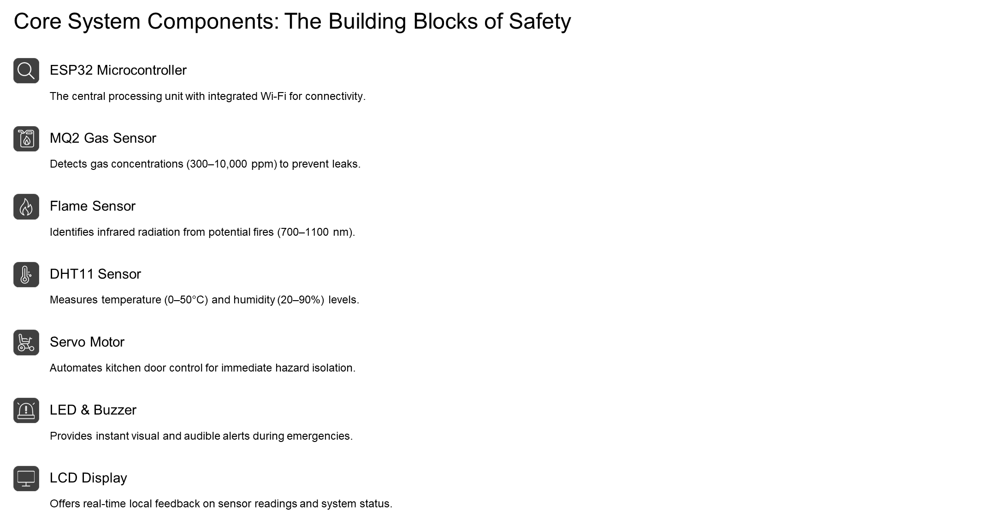 Core System Components: The Building Blocks of Safety
ESP32 Microcontroller
The central processing unit with integrated Wi-Fi for connectivity.
MQ2 Gas Sensor
Detects gas concentrations (300–10,000 ppm) to prevent leaks.
Flame Sensor
Identifies infrared radiation from potential fires (700–1100 nm).
DHT11 Sensor
Measures temperature (0–50°C) and humidity (20–90%) levels.
Servo Motor
Automates kitchen door control for immediate hazard isolation.
LED & Buzzer
Provides instant visual and audible alerts during emergencies.
LCD Display
Offers real-time local feedback on sensor readings and system status.